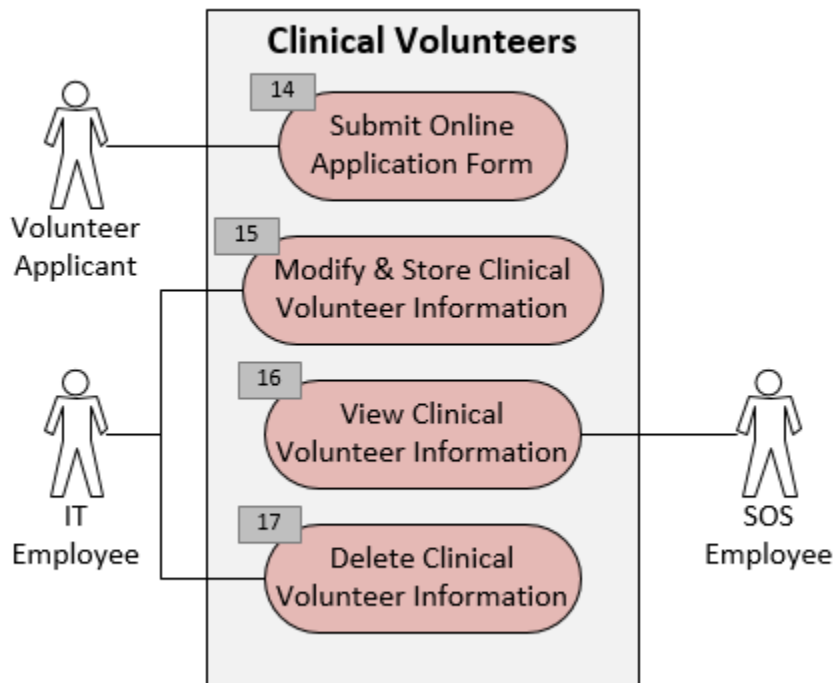 Clinical Volunteers
14
Submit Online
Application Form
Volunteer
Applicant
15
Modify & Store Clinical
Volunteer Information
16
View Clinical
Volunteer Information
IT
Employee
SOS
Employee
17
Delete Clinical
Volunteer Information